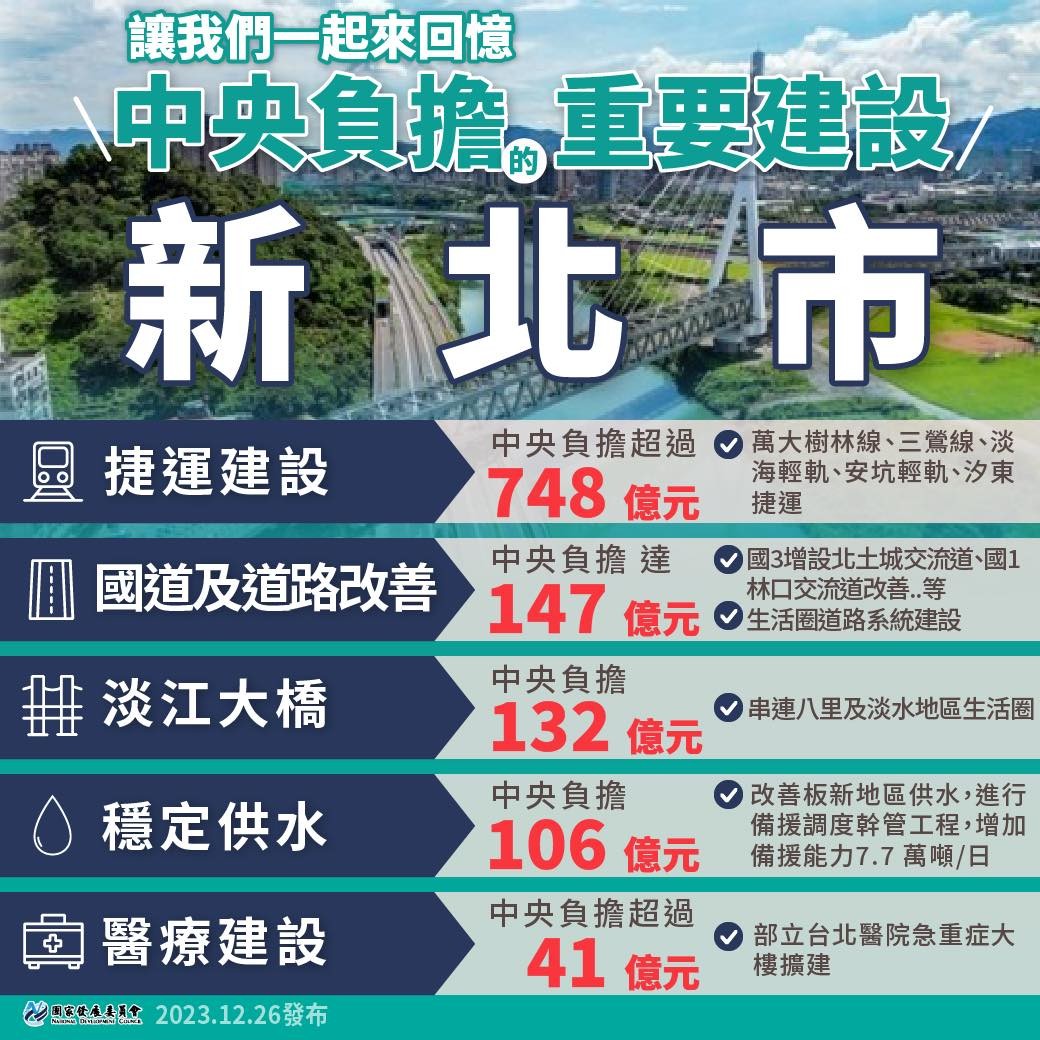 讓我們一起來回憶
中央負擔的重要建設
新北市
捷運建設
中央負擔超過
748 億元
萬大樹林線、三鶯線、淡
海輕軌、安坑輕軌、汐東
捷運
國道及道路改善
中央負擔 達
147 億元
國3增設北土城交流道、國1
林口交流道改善..等
生活圈道路系統建設
淡江大橋
中央負擔
132 億元
串連八里及淡水地區生活圈
穩定供水
中央負擔
106 億元
改善板新地區供水，進行
備援調度幹管工程，增加
備援能力7.7 萬噸/日
醫療建設
中央負擔超過
41 億元
部立台北醫院急重症大
樓擴建
國家發展委員會
NATIONAL DEVELOPMENT COUNCIL
2023.12.26發布